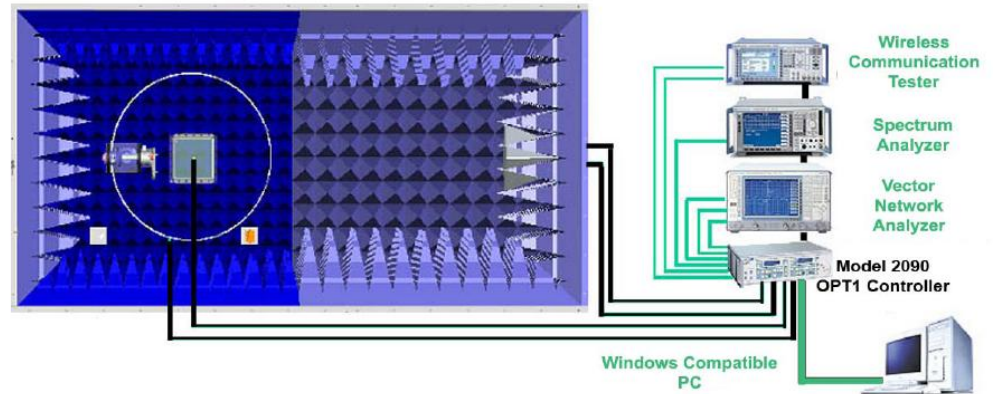 Wireless
Communication
Tester
Spectrum
Analyzer
Vector
Network
Analyzer
Model 2090
OPT1 Controller
Windows Compatible
PC